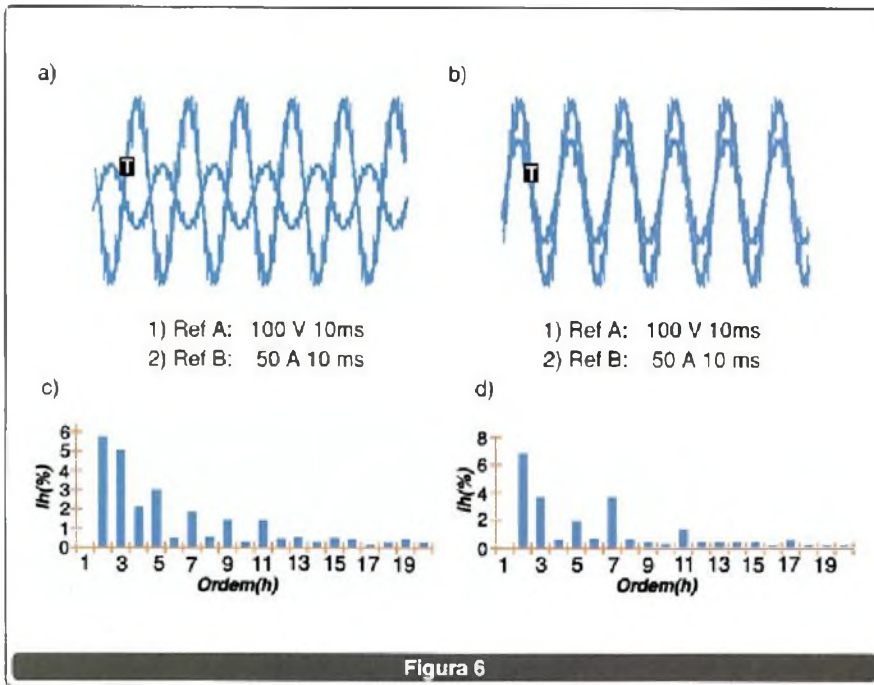 a)
b)
T
T
1) Ref A: 100 V 10ms
2) Ref B: 50 A 10 ms
1) Ref A: 100 V 10ms
2) Ref B: 50 A 10 ms
c)
6
5
4
3
2
1
0
Ih(%)
1 3 5 7 9 11 13 15 17 19
Ordem(h)
d)
8
6
4
2
0
Ih(%)
1 3 5 7 9 11 13 15 17 19
Ordem(h)
Figura 6